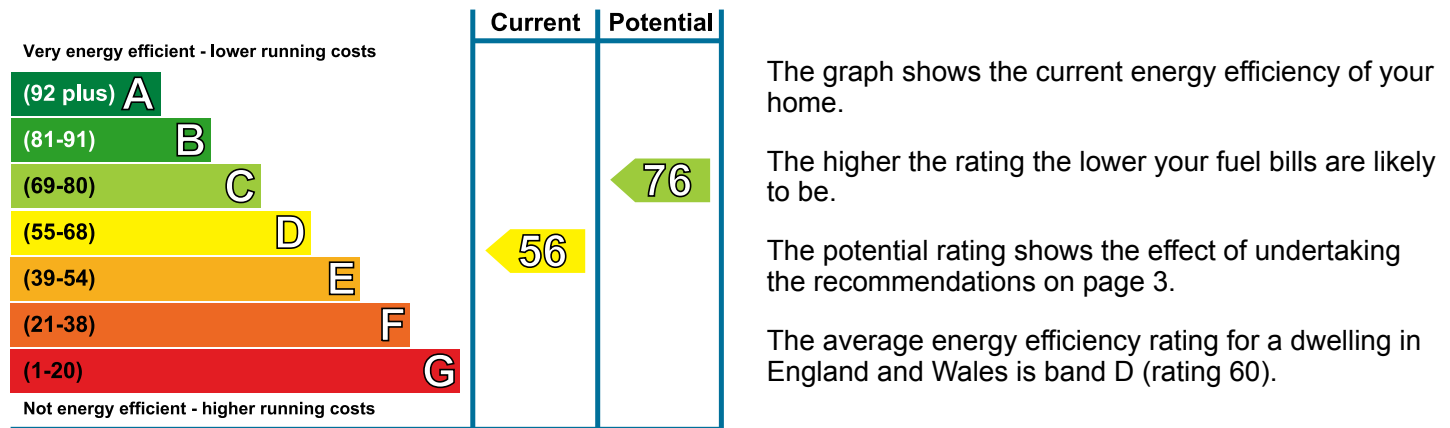 Current Potential
Very energy efficient - lower running costs
(92 plus) A
(81-91) B
(69-80) C
76
(55-68) D
56
(39-54) E
(21-38) F
(1-20) G
Not energy efficient - higher running costs
The graph shows the current energy efficiency of your
home.
The higher the rating the lower your fuel bills are likely
to be.
The potential rating shows the effect of undertaking
the recommendations on page 3.
The average energy efficiency rating for a dwelling in
England and Wales is band D (rating 60).